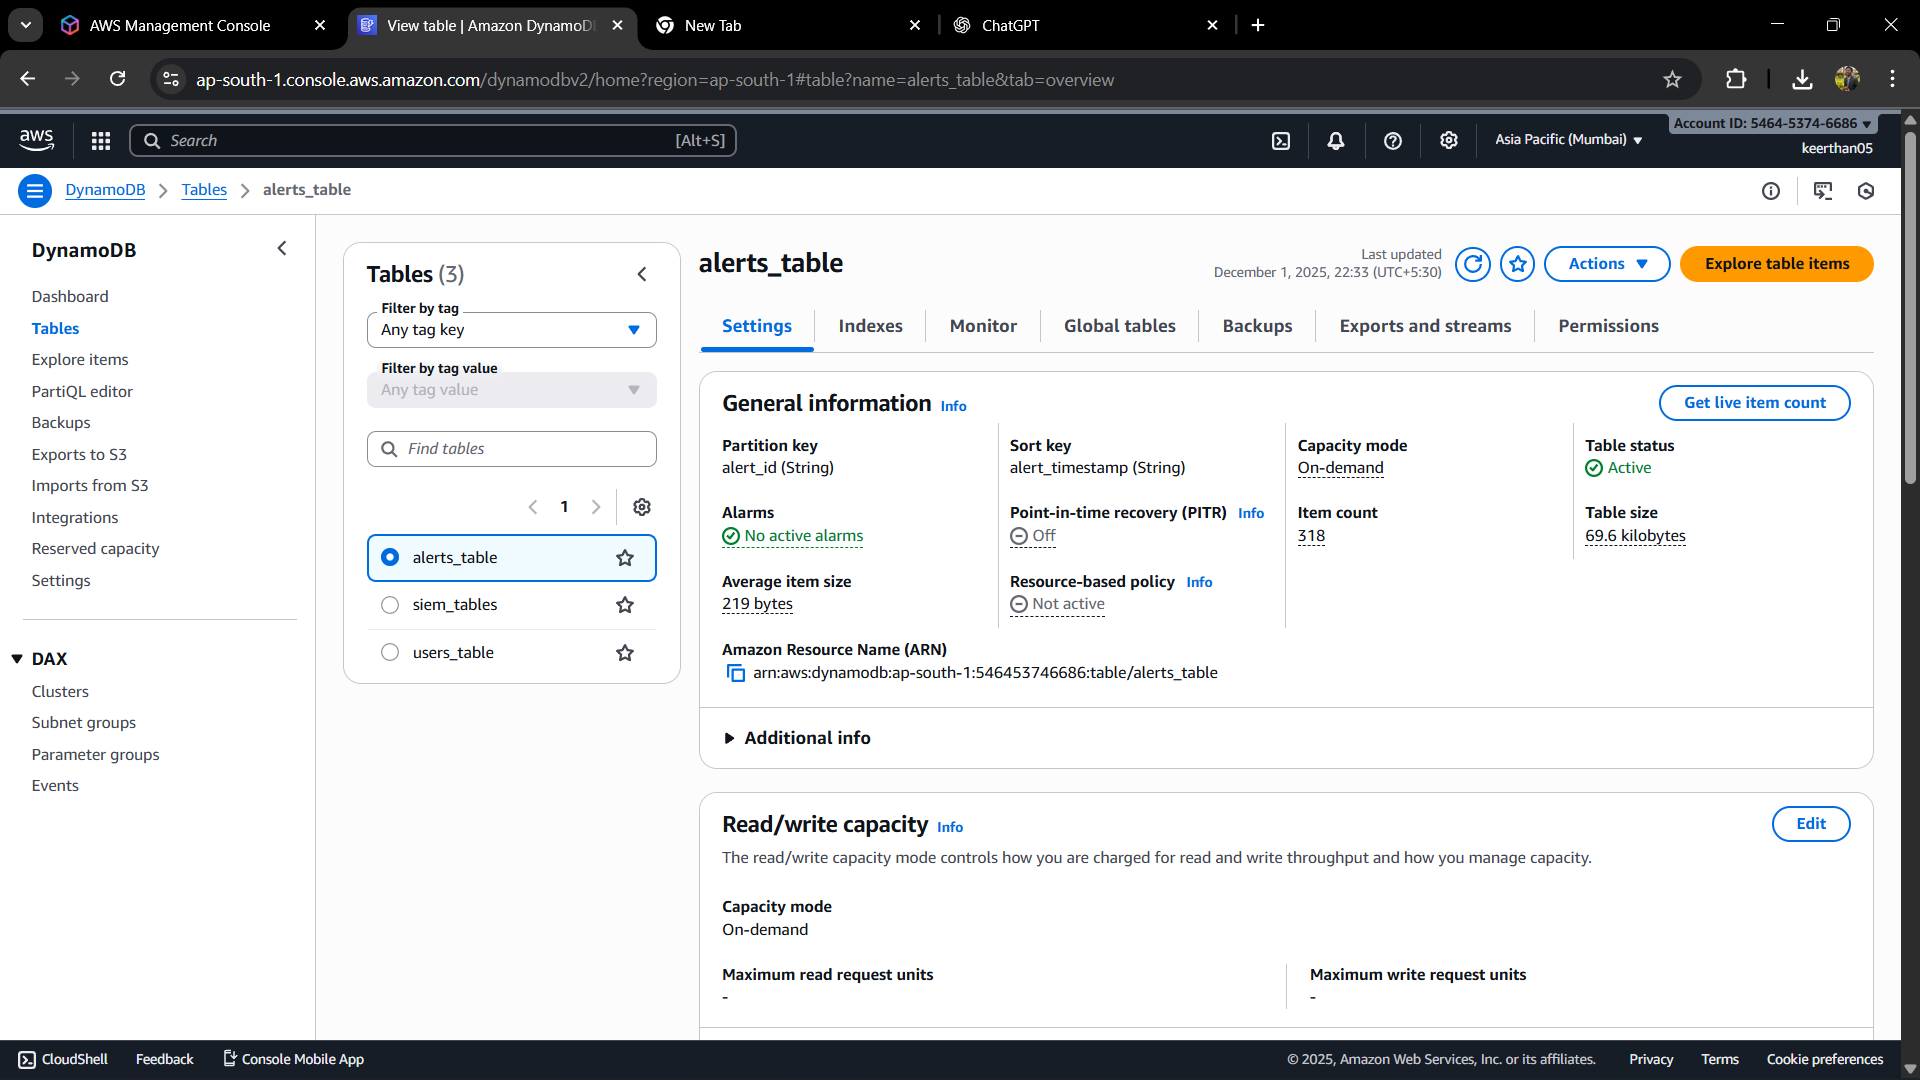 AWS Management Console
View table | Amazon DynamoD
New Tab
ChatGPT
ap-south-1.console.aws.amazon.com/dynamodbv2/home?region=ap-south-1#table?name=alerts_table&tab=overview
aws
Search
[Alt+S]
Asia Pacific (Mumbai)
Account ID: 5464-5374-6686
keerthan05
DynamoDB
Tables
alerts_table
DynamoDB
Dashboard
Tables
Explore items
PartiQL editor
Backups
Exports to S3
Imports from S3
Integrations
Reserved capacity
Settings
DAX
Clusters
Subnet groups
Parameter groups
Events
Tables (3)
Filter by tag
Any tag key
Filter by tag value
Any tag value
Find tables
1
alerts_table
siem_tables
users_table
alerts_table
Last updated
December 1, 2025, 22:33 (UTC+5:30)
Actions
Explore table items
Settings
Indexes
Monitor
Global tables
Backups
Exports and streams
Permissions
General information Info
Get live item count
Partition key
alert_id (String)
Sort key
alert_timestamp (String)
Capacity mode
On-demand
Table status
Active
Alarms
No active alarms
Point-in-time recovery (PITR) Info
Off
Item count
318
Table size
69.6 kilobytes
Average item size
219 bytes
Resource-based policy Info
Not active
Amazon Resource Name (ARN)
arn:aws:dynamodb:ap-south-1:546453746686:table/alerts_table
Additional info
Read/write capacity Info
Edit
The read/write capacity mode controls how you are charged for read and write throughput and how you manage capacity.
Capacity mode
On-demand
Maximum read request units
-
Maximum write request units
-
CloudShell
Feedback
Console Mobile App
© 2025, Amazon Web Services, Inc. or its affiliates.
Privacy
Terms
Cookie preferences